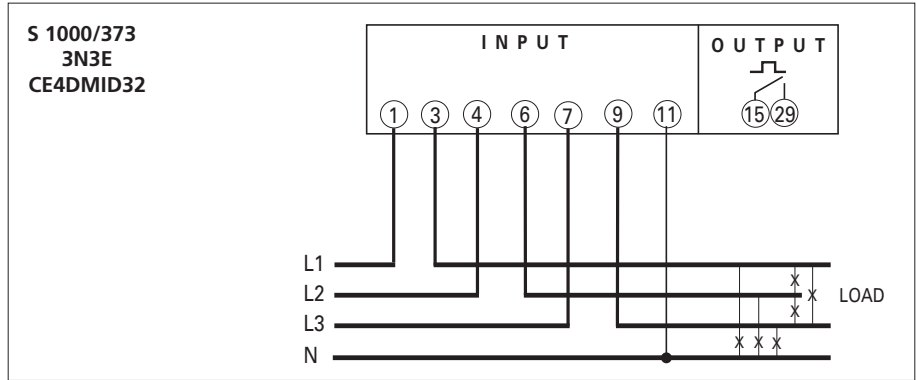 S 1000/373
3N3E
CE4DMID32
INPUT
OUTPUT
1 3 4 6 7 9 11
15 29
L1
L2
L3
N
X
X X
X
X X X
LOAD